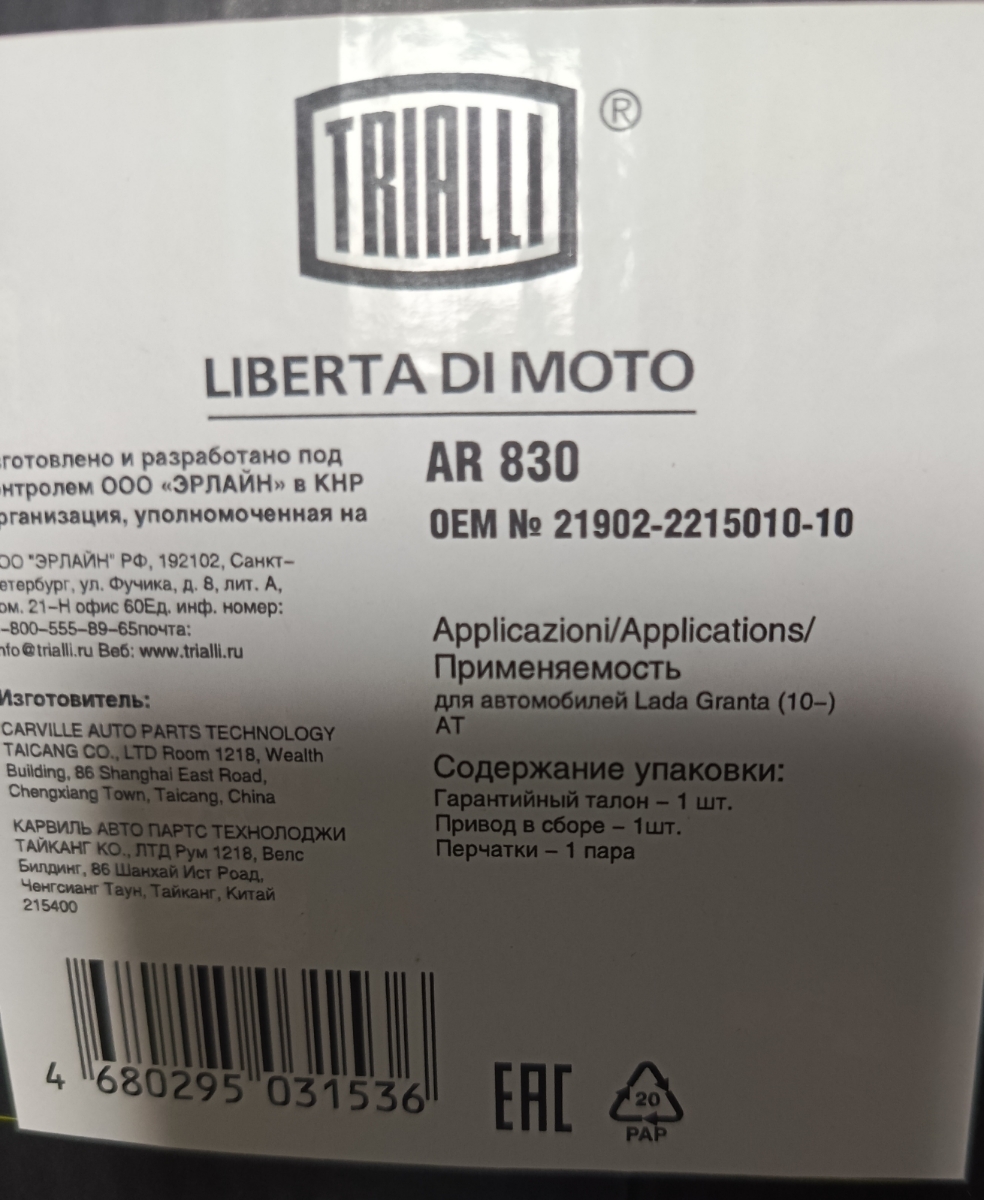 TRIALLI ®
LIBERTA DI MOTO
готовлено и разработано под
нтролем ООО «ЭРЛАЙН» в КНР
рганизация, уполномоченная на
ОО "ЭРЛАЙН" РФ, 192102, Санкт–
етербург, ул. Фучика, д. 8, лит. А,
ом. 21–Н офис 60Ед. инф. номер:
–800–555–89–65почта:
nfo@trialli.ru Веб: www.trialli.ru
Изготовитель:
CARVILLE AUTO PARTS TECHNOLOGY
TAICANG CO., LTD Room 1218, Wealth
Building, 86 Shanghai East Road,
Chengxiang Town, Taicang, China
КАРВИЛЬ АВТО ПАРТС ТЕХНОЛОДЖИ
ТАЙКАНГ КО., ЛТД Рум 1218, Велс
Билдинг, 86 Шанхай Ист Роад,
Ченгсианг Таун, Тайканг, Китай
215400
AR 830
OEM № 21902-2215010-10
Applicazioni/Applications/
Применяемость
для автомобилей Lada Granta (10–)
AT
Содержание упаковки:
Гарантийный талон – 1 шт.
Привод в сборе – 1шт.
Перчатки – 1 пара
4 680295 031536
EAC
20
PAP